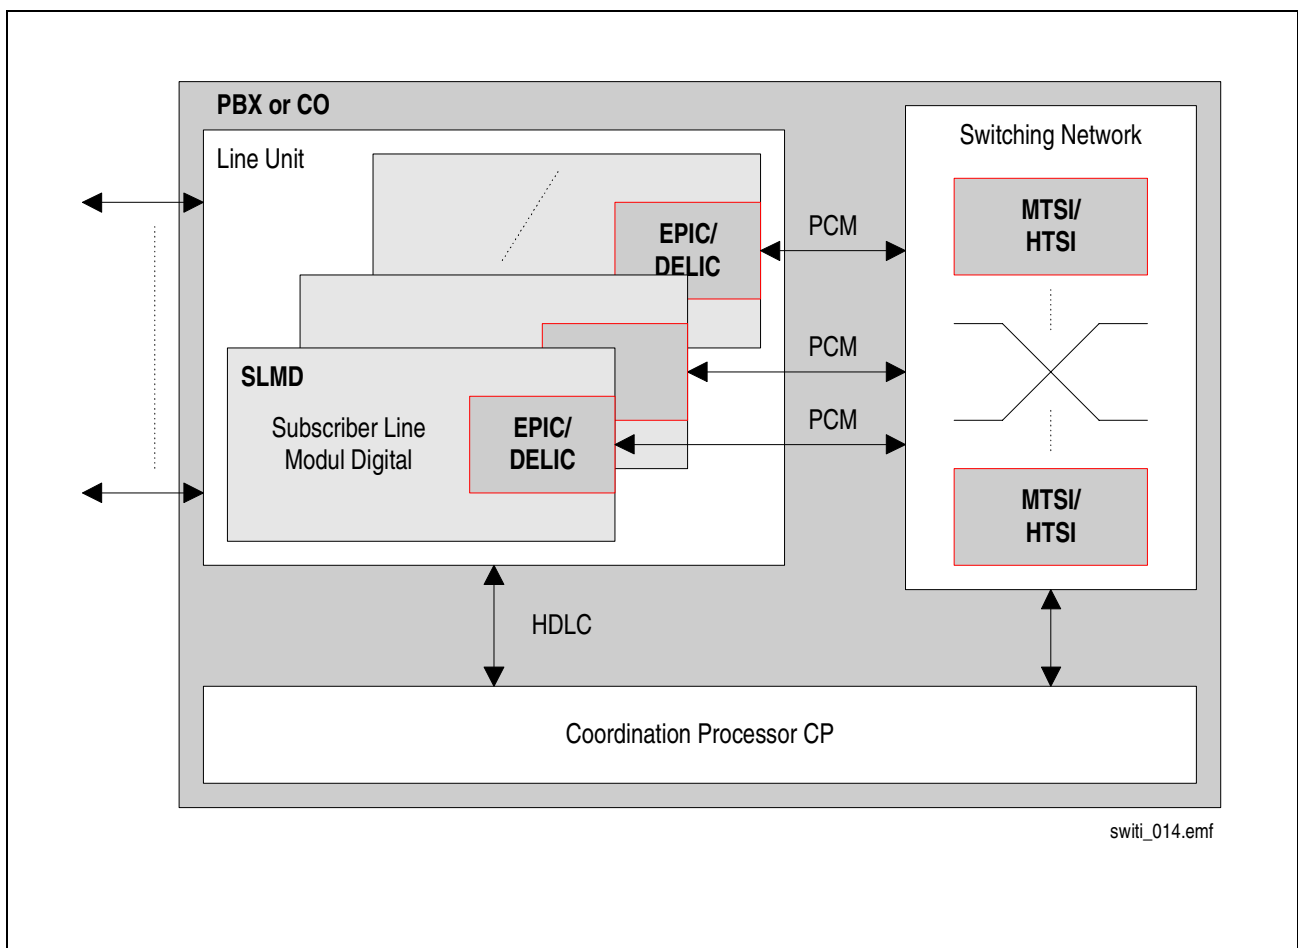 PBX or CO
Line Unit
Switching Network
EPIC/
DELIC
PCM
MTSI/
HTSI
PCM
SLMD
Subscriber Line
Modul Digital
EPIC/
DELIC
PCM
MTSI/
HTSI
HDLC
Coordination Processor CP
switi_014.emf